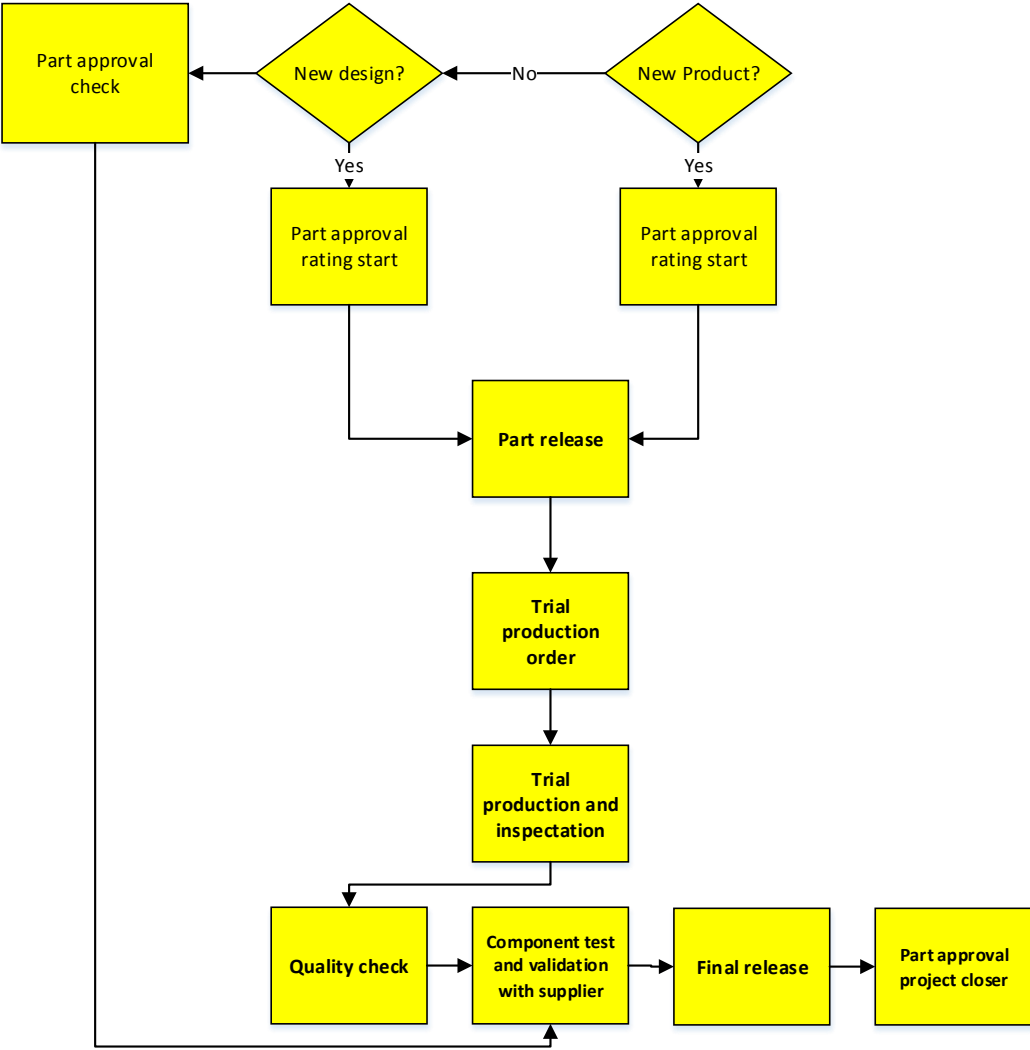 Part approval
check
New design?
No
New Product?
Yes
Yes
Part approval
rating start
Part approval
rating start
Part release
Trial
production
order
Trial
production and
inspectation
Quality check
Component test
and validation
with supplier
Final release
Part approval
project closer